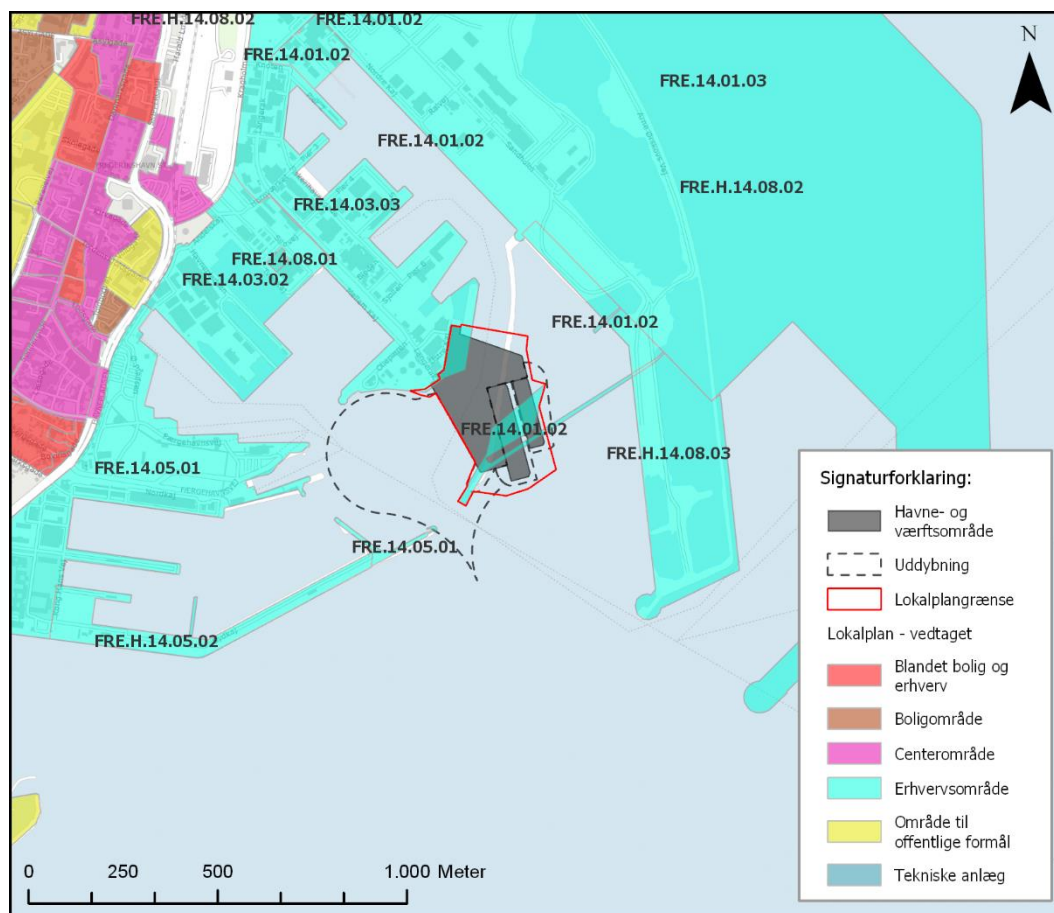 FRE.H.14.08.02
FRE.14.01.02
N
FRE.14.01.02
FRE.14.01.03
FRE.14.01.02
FRE.H.14.08.02
FRE.14.03.03
FRE.14.08.01
FRE.14.03.02
FRE.14.01.02
FRE.14.01.02
FRE.H.14.08.03
FRE.14.05.01
FRE.14.05.01
FRE.H.14.05.02
Signaturforklaring:
Havne- og
værftsområde
Uddybning
Lokalplangrænse
Lokalplan - vedtaget
Blandet bolig og
erhverv
Boligområde
Centerområde
Erhvervsområde
Område til
offentlige formål
Tekniske anlæg
0 250 500 1.000 Meter